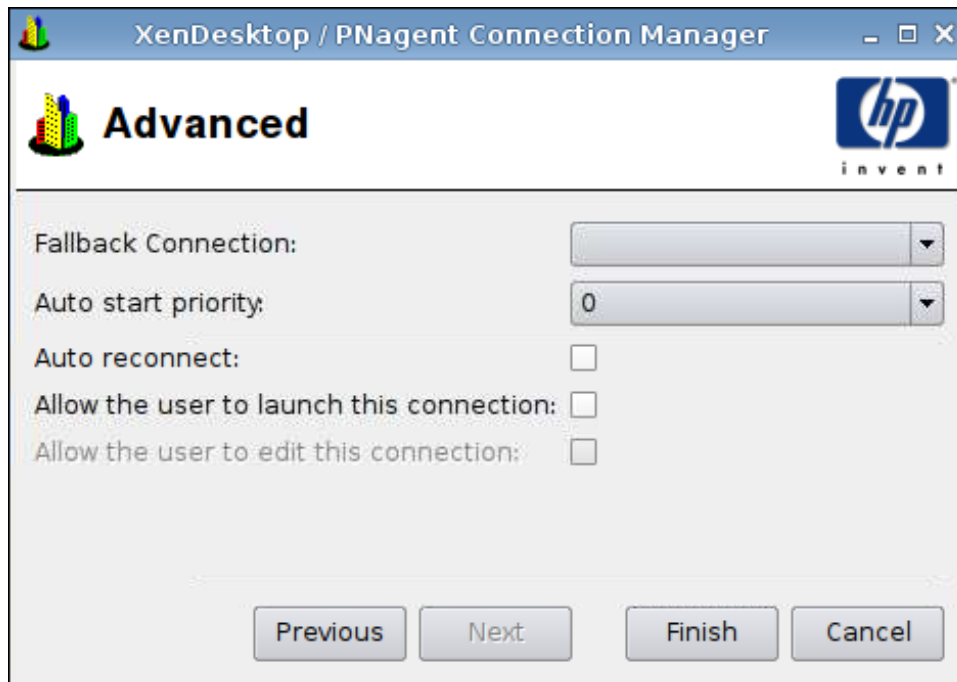 XenDesktop / PNagent Connection Manager
Advanced
hp
invent
Fallback Connection:
Auto start priority: 0
Auto reconnect:
Allow the user to launch this connection:
Allow the user to edit this connection:
Previous Next Finish Cancel